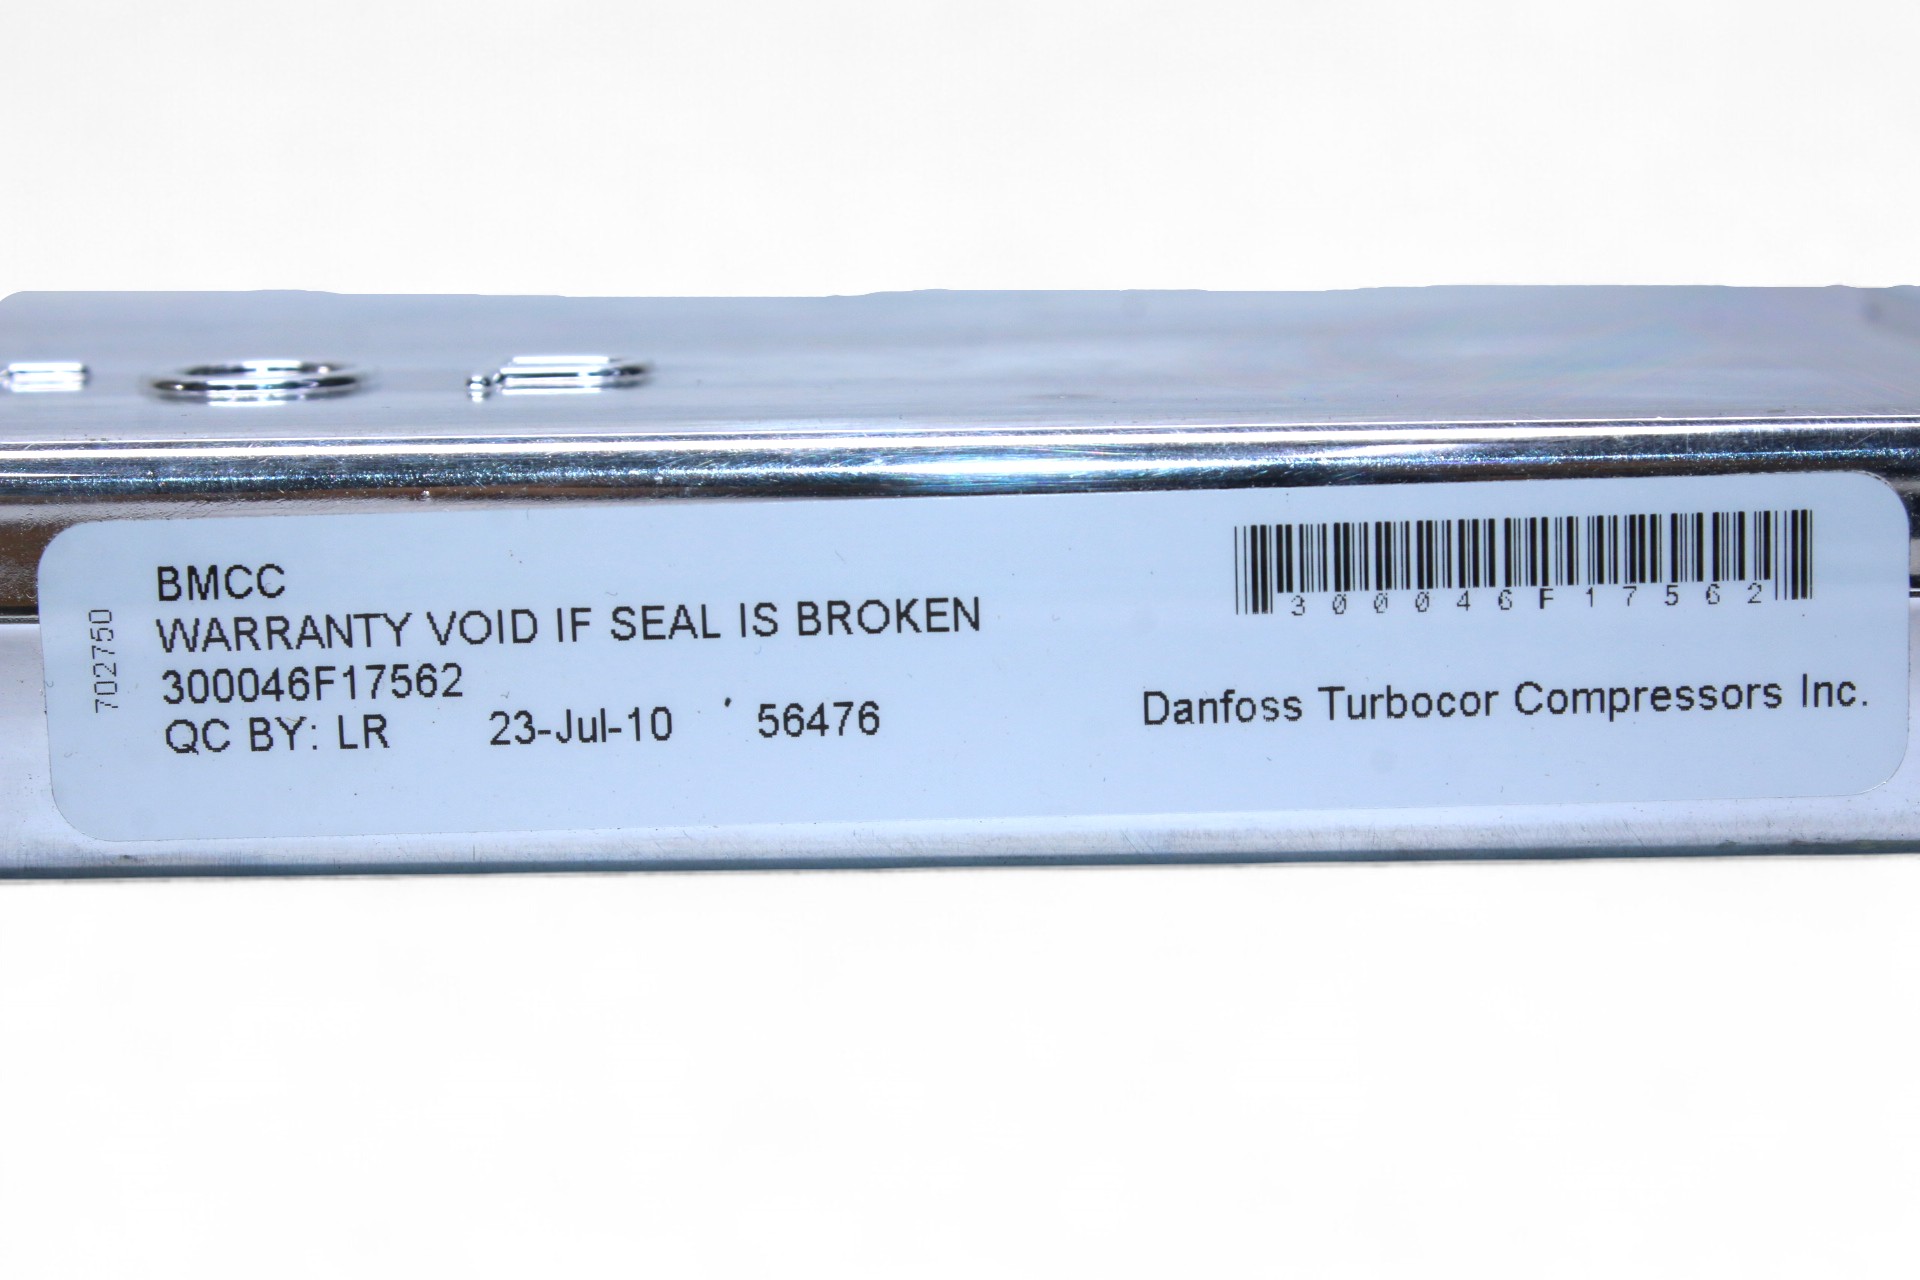 BMCC
WARRANTY VOID IF SEAL IS BROKEN
300046F17562
QC BY: LR 23-Jul-10 56476
702750
300046F17562
Danfoss Turbocor Compressors Inc.